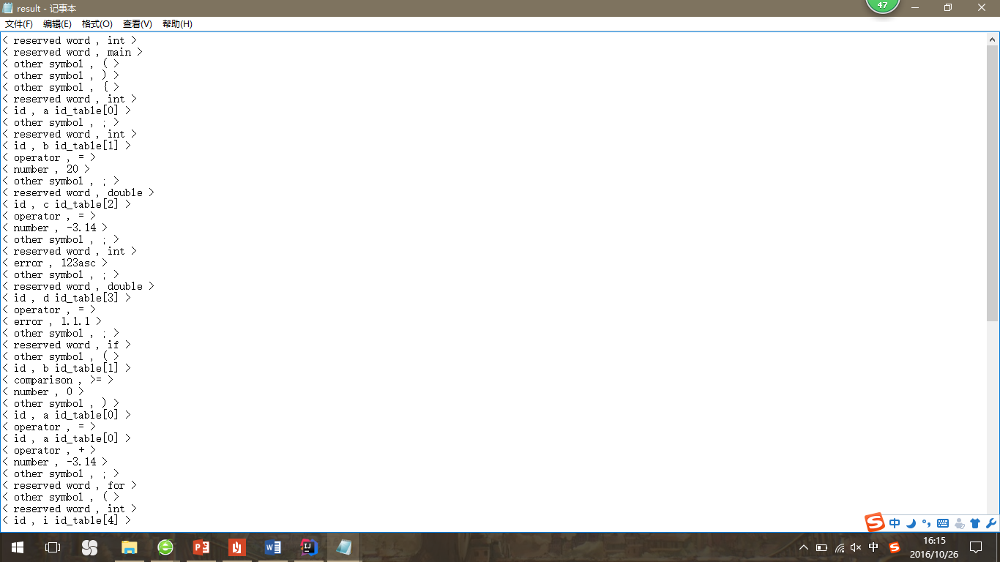 result - 记事本
47
文件(F) 编辑(E) 格式(O) 查看(V) 帮助(H)
< reserved word , int >
< reserved word , main >
< other symbol , ( >
< other symbol , ) >
< other symbol , { >
< reserved word , int >
< id , a id_table[0] >
< other symbol , ; >
< reserved word , int >
< id , b id_table[1] >
< operator , = >
< number , 20 >
< other symbol , ; >
< reserved word , double >
< id , c id_table[2] >
< operator , = >
< number , -3.14 >
< other symbol , ; >
< reserved word , int >
< error , 123asc >
< other symbol , ; >
< reserved word , double >
< id , d id_table[3] >
< operator , = >
< error , 1.1.1 >
< other symbol , ; >
< reserved word , if >
< other symbol , ( >
< id , b id_table[1] >
< comparison , >= >
< number , 0 >
< other symbol , ) >
< id , a id_table[0] >
< operator , = >
< id , a id_table[0] >
< operator , + >
< number , -3.14 >
< other symbol , ; >
< reserved word , for >
< other symbol , ( >
< reserved word , int >
< id , i id_table[4] >
S 中
中 S 16:15
2016/10/26